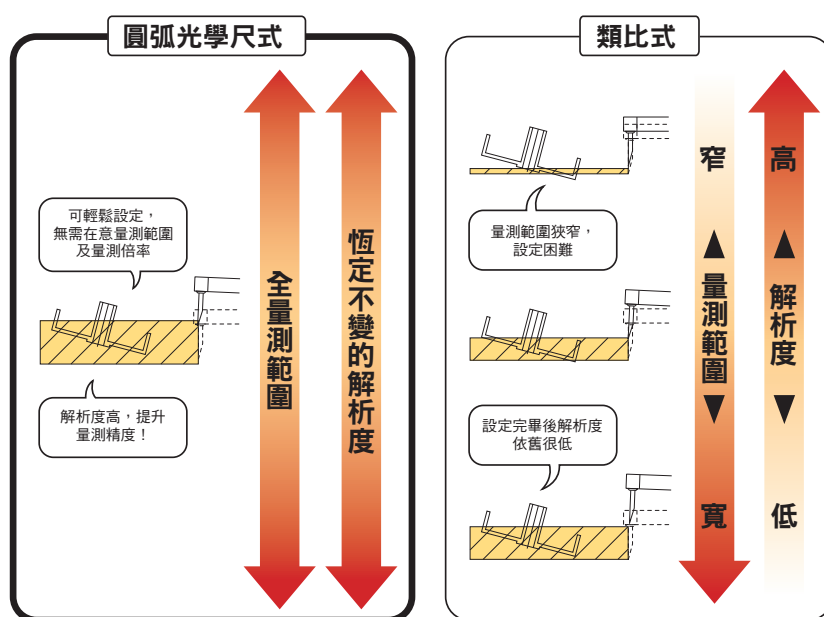 圓弧光學尺式
可輕鬆設定，
無需在意量測範圍
及量測倍率
解析度高，提升
量測精度！
全量測範圍
恆定不變的解析度
類比式
量測範圍狹窄，
設定困難
設定完畢後解析度
依舊很低
窄
▲
量測範圍
▼
寬
高
▲
解析度
▼
低